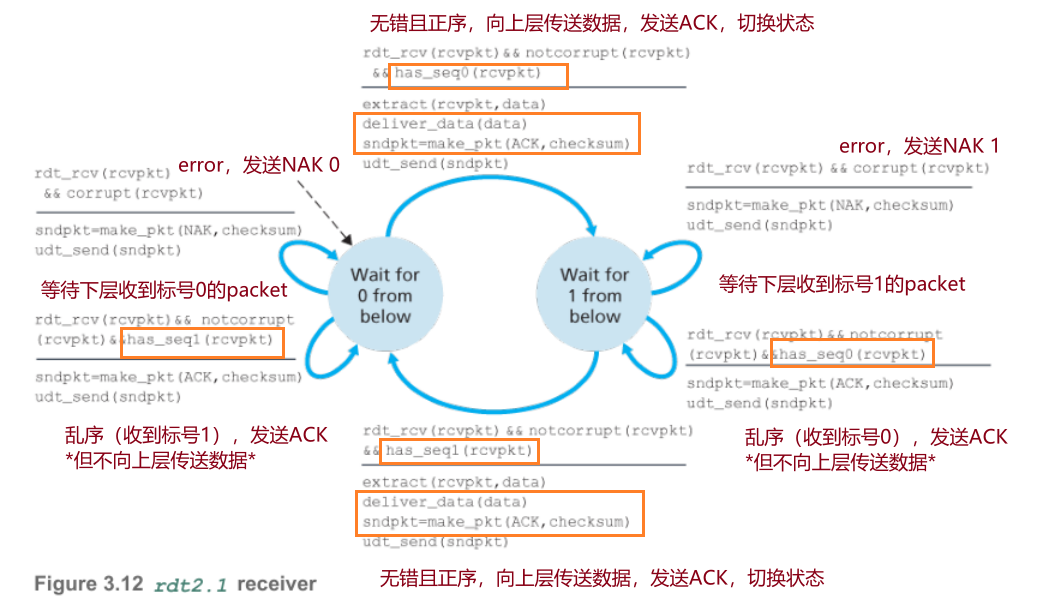 无错且正序，向上层传送数据，发送ACK，切换状态
rdt_rcv(rcvpkt)&& notcorrupt(rcvpkt)
&&has_seq0(rcvpkt)
extract(rcvpkt,data)
deliver_data(data)
sndpkt=make_pkt(ACK,checksum)
udt_send(sndpkt)
error，发送NAK 0
rdt_rcv(rcvpkt)
&& corrupt(rcvpkt)
sndpkt=make_pkt(NAK,checksum)
udt_send(sndpkt)
error，发送NAK 1
rdt_rcv(rcvpkt) && corrupt(rcvpkt)
sndpkt=make_pkt(NAK,checksum)
udt_send(sndpkt)
Wait for
0 from
below
Wait for
1 from
below
等待下层收到标号0的packet
rdt_rcv(rcvpkt)&& notcorrupt
(rcvpkt)&&has_seq1(rcvpkt)
sndpkt=make_pkt(ACK,checksum)
udt_send(sndpkt)
乱序（收到标号1），发送ACK
*但不向上层传送数据*
等待下层收到标号1的packet
rdt_rcv(rcvpkt)&& notcorrupt
(rcvpkt)&&has_seq0(rcvpkt)
sndpkt=make_pkt(ACK,checksum)
udt_send(sndpkt)
乱序（收到标号0），发送ACK
*但不向上层传送数据*
rdt_rcv(rcvpkt) && notcorrupt(rcvpkt)
&&has_seq1(rcvpkt)
extract(rcvpkt,data)
deliver_data(data)
sndpkt=make_pkt(ACK,checksum)
udt_send(sndpkt)
无错且正序，向上层传送数据，发送ACK，切换状态
Figure 3.12 rdt2.1 receiver